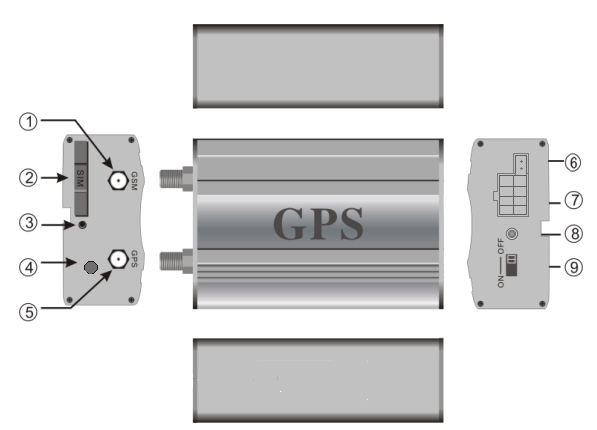 ①
②
③
④
⑤
SIM
GSM
GPS
GPS
⑥
⑦
⑧
⑨
OFF
ON